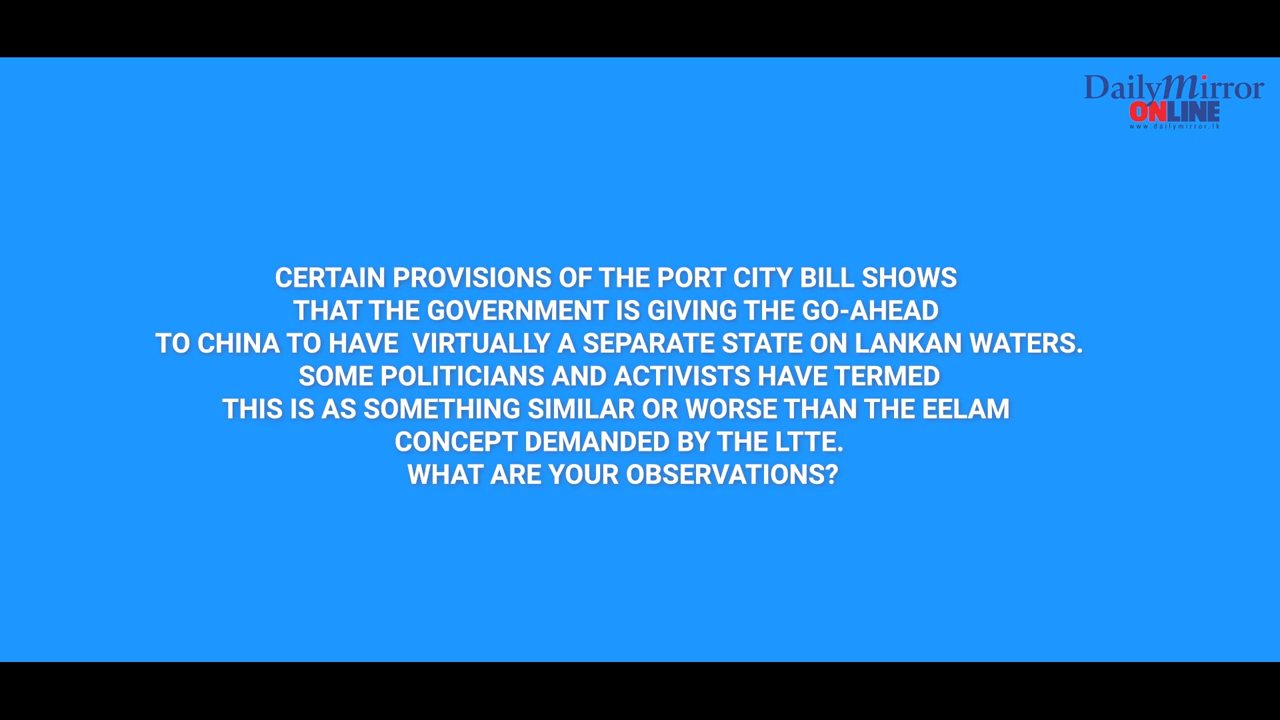 DailyMirror
ONLINE
www.dailymirror.lk
CERTAIN PROVISIONS OF THE PORT CITY BILL SHOWS
THAT THE GOVERNMENT IS GIVING THE GO-AHEAD
TO CHINA TO HAVE  VIRTUALLY A SEPARATE STATE ON LANKAN WATERS.
SOME POLITICIANS AND ACTIVISTS HAVE TERMED
THIS IS AS SOMETHING SIMILAR OR WORSE THAN THE EELAM
CONCEPT DEMANDED BY THE LTTE.
WHAT ARE YOUR OBSERVATIONS?